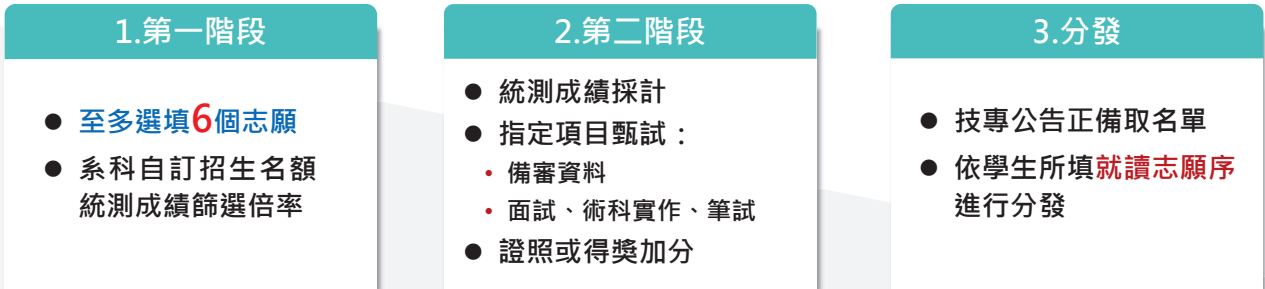 1.第一階段
● 至多選填6個志願
● 系科自訂招生名額
統測成績篩選倍率
2.第二階段
● 統測成績採計
● 指定項目甄試：
• 備審資料
• 面試、術科實作、筆試
● 證照或得獎加分
3.分發
● 技專公告正備取名單
● 依學生所填就讀志願序
進行分發